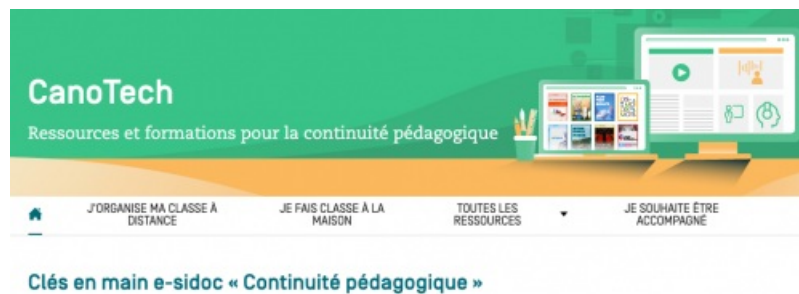 CanoTech
Ressources et formations pour la continuité pédagogique
J'ORGANISE MA CLASSE À
DISTANCE
JE FAIS CLASSE À LA
MAISON
TOUTES LES
RESSOURCES
JE SOUHAITE ÊTRE
ACCOMPAGNÉ
Clés en main e-sidoc « Continuité pédagogique »